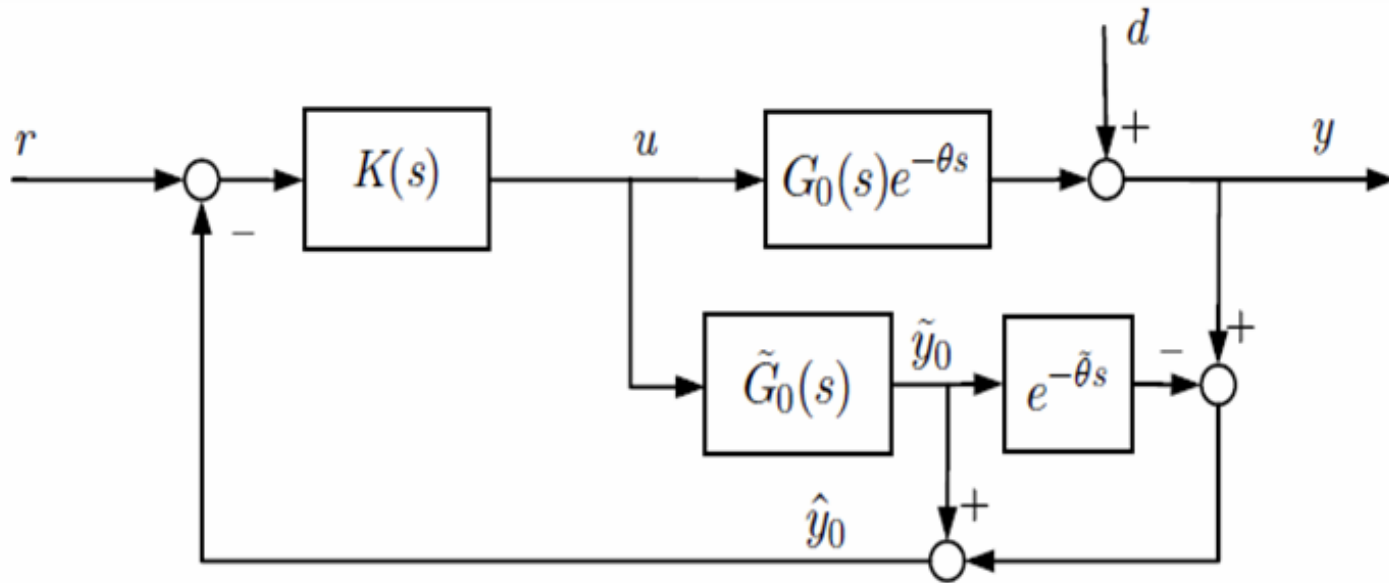 d
r
K(s)
u
G₀(s)e^{-θs}
+
y
−
G̃₀(s)
ỹ₀
e^{-θ̃s}
−
+
ŷ₀
+